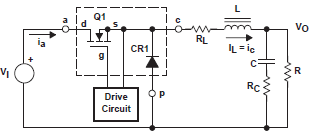 L
Q1
a
d
s
c
VO
ia
RL
IL = ic
g
CR1
C
VI
+
p
RC
R
Drive
Circuit